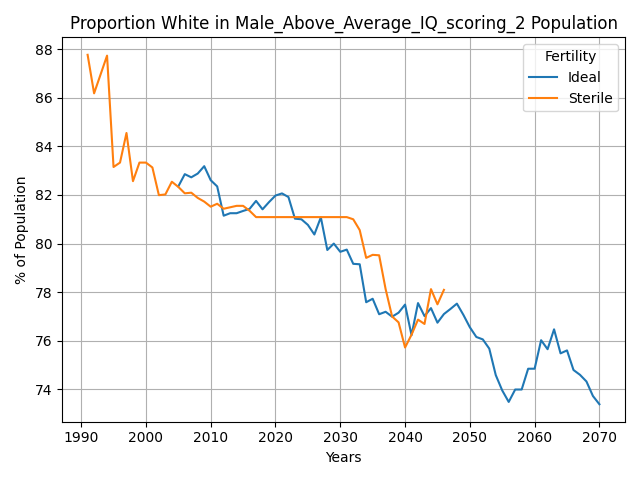 Proportion White in Male_Above_Average_IQ_scoring_2 Population
Fertility
Ideal
Sterile
% of Population
88
86
84
82
80
78
76
74
1990 2000 2010 2020 2030 2040 2050 2060 2070
Years